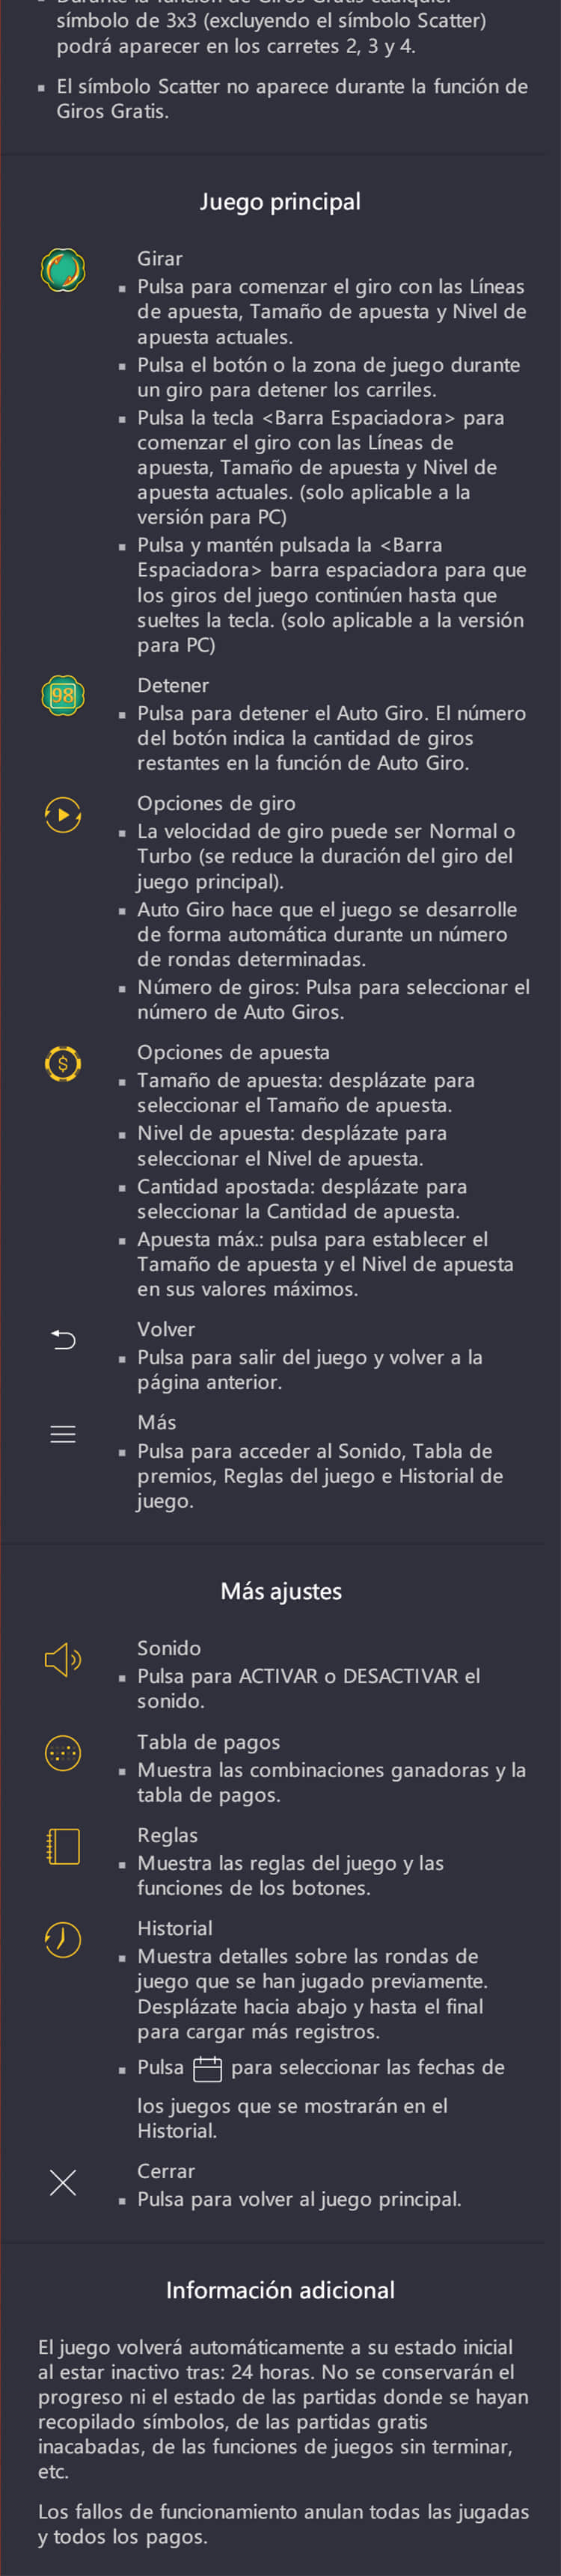 símbolo de 3x3 (excluyendo el símbolo Scatter)
podrá aparecer en los carretes 2, 3 y 4.
El símbolo Scatter no aparece durante la función de
Giros Gratis.
Juego principal
Girar
Pulsa para comenzar el giro con las Líneas
de apuesta, Tamaño de apuesta y Nivel de
apuesta actuales.
Pulsa el botón o la zona de juego durante
un giro para detener los carriles.
Pulsa la tecla <Barra Espaciadora> para
comenzar el giro con las Líneas de
apuesta, Tamaño de apuesta y Nivel de
apuesta actuales. (solo aplicable a la
versión para PC)
Pulsa y mantén pulsada la <Barra
Espaciadora> barra espaciadora para que
los giros del juego continúen hasta que
sueltes la tecla. (solo aplicable a la versión
para PC)
98
Detener
Pulsa para detener el Auto Giro. El número
del botón indica la cantidad de giros
restantes en la función de Auto Giro.
Opciones de giro
La velocidad de giro puede ser Normal o
Turbo (se reduce la duración del giro del
juego principal).
Auto Giro hace que el juego se desarrolle
de forma automática durante un número
de rondas determinadas.
Número de giros: Pulsa para seleccionar el
número de Auto Giros.
$
Opciones de apuesta
Tamaño de apuesta: desplázate para
seleccionar el Tamaño de apuesta.
Nivel de apuesta: desplázate para
seleccionar el Nivel de apuesta.
Cantidad apostada: desplázate para
seleccionar la Cantidad de apuesta.
Apuesta máx.: pulsa para establecer el
Tamaño de apuesta y el Nivel de apuesta
en sus valores máximos.
Volver
Pulsa para salir del juego y volver a la
página anterior.
Más
Pulsa para acceder al Sonido, Tabla de
premios, Reglas del juego e Historial de
juego.
Más ajustes
Sonido
Pulsa para ACTIVAR o DESACTIVAR el
sonido.
Tabla de pagos
Muestra las combinaciones ganadoras y la
tabla de pagos.
Reglas
Muestra las reglas del juego y las
funciones de los botones.
Historial
Muestra detalles sobre las rondas de
juego que se han jugado previamente.
Desplázate hacia abajo y hasta el final
para cargar más registros.
Pulsa para seleccionar las fechas de
los juegos que se mostrarán en el
Historial.
Cerrar
Pulsa para volver al juego principal.
Información adicional
El juego volverá automáticamente a su estado inicial
al estar inactivo tras: 24 horas. No se conservarán el
progreso ni el estado de las partidas donde se hayan
recopilado símbolos, de las partidas gratis
inacabadas, de las funciones de juegos sin terminar,
etc.
Los fallos de funcionamiento anulan todas las jugadas
y todos los pagos.